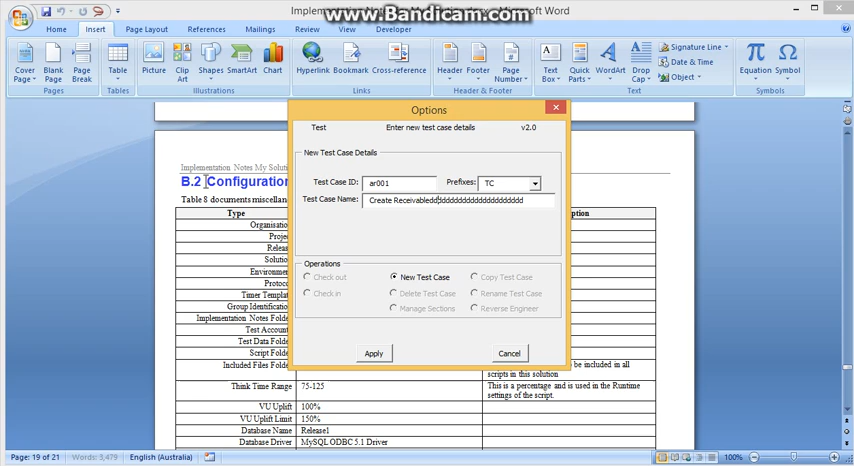 www.Bandicam.com
Implementation No
.docx - Microsoft Word
Home Insert Page Layout References Mailings Review View Developer
Cover Page Blank Page Page Break
Pages
Table
Tables
Picture Clip Art Shapes SmartArt Chart
Illustrations
Hyperlink Bookmark Cross-reference
Links
Header Footer Page Number
Header & Footer
Text Box Quick Parts WordArt Drop Cap
Signature Line
Date & Time
Object
Text
Equation Symbol
Symbols
Options
Test Enter new test case details v2.0
New Test Case Details
Test Case ID: ar001 Prefixes: TC
Test Case Name: Create Receivabledddddddddddddddddddddddd
Operations
Check out New Test Case Copy Test Case
Check in Delete Test Case Rename Test Case
Manage Sections Reverse Engineer
Apply Cancel
Implementation Notes My Soluti
B.2 Configuration
Table 8 documents miscella
Type
Organisatio
Projec
Releas
Solutio
Environmen
Protoco
Timer Templat
Group Identification
Implementation Notes Folde
Test Account
Test Data Folde
Script Folde
Included Files Fold
be included in all
scripts in this solution
Think Time Range 75-125 This is a percentage and is used in the Runtime
settings of the script.
VU Uplift 100%
VU Uplift Limit 150%
Database Name Release1
Database Driver MySQL ODBC 5.1 Driver
Page: 19 of 21 Words: 3,479 English (Australia) 100%